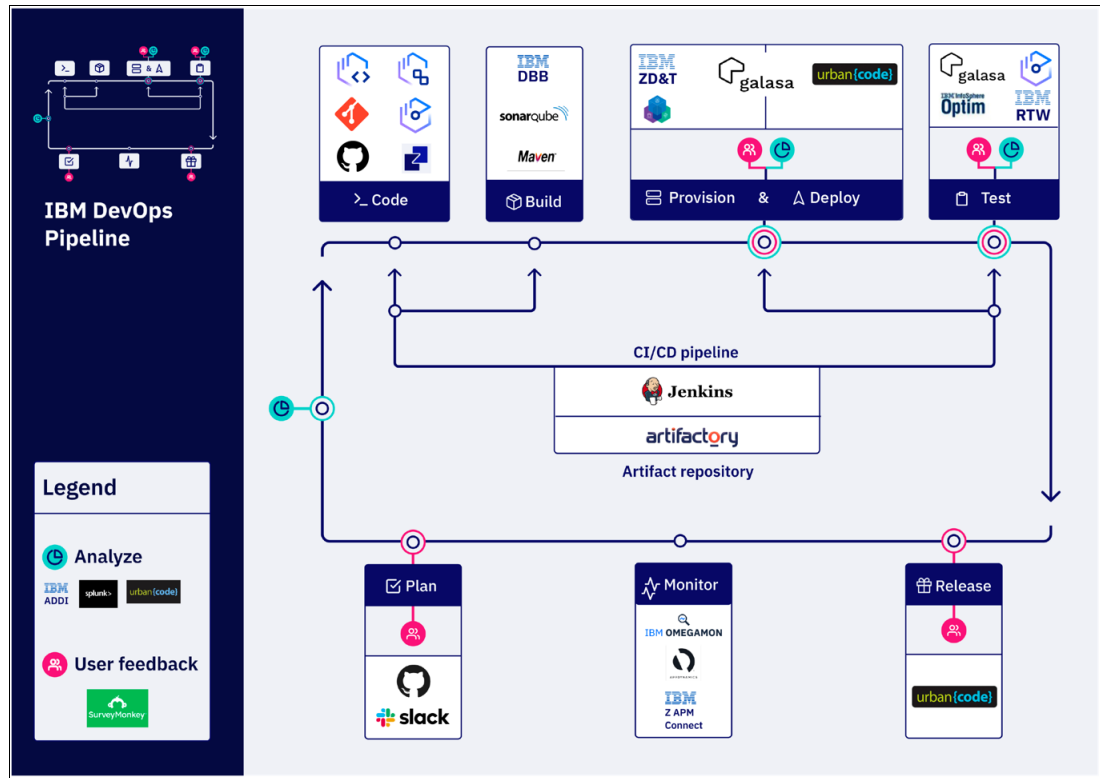 IBM DevOps
Pipeline
Legend
Analyze
IBM
ADDI
splunk>
urban{code}
User feedback
SurveyMonkey
>_ Code
IBM
DBB
sonarqube
Maven
Build
IBM
ZD&T
galasa
urban{code}
Provision & Deploy
galasa
IBM InfoSphere
Optim
IBM
RTW
Test
CI/CD pipeline
Jenkins
artifactory
Artifact repository
Plan
slack
Monitor
IBM OMEGAMON
APPDYNAMICS
IBM
Z APM
Connect
Release
urban{code}